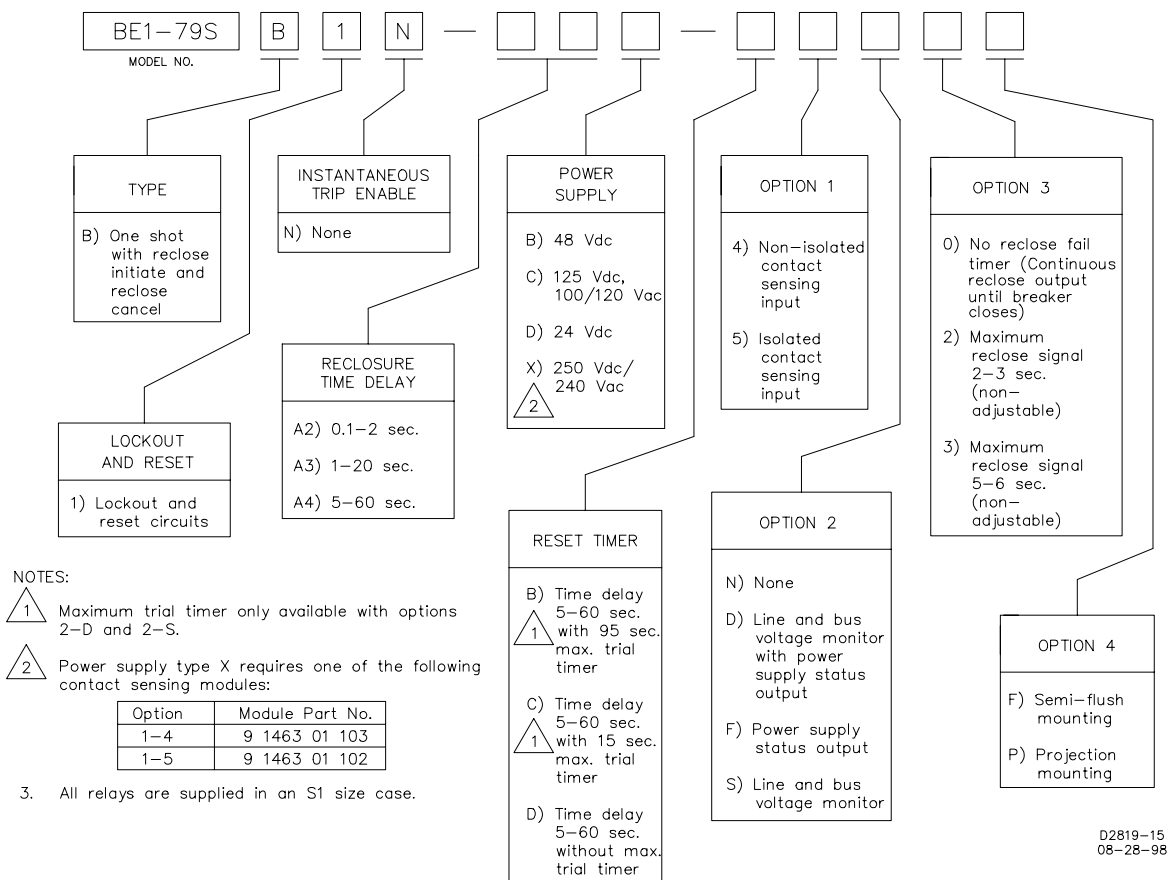 BE1-79S B 1 N — —
MODEL NO.
TYPE
B) One shot
with reclose
initiate and
reclose
cancel
INSTANTANEOUS
TRIP ENABLE
N) None
POWER
SUPPLY
B) 48 Vdc
C) 125 Vdc,
100/120 Vac
D) 24 Vdc
X) 250 Vdc/
240 Vac
2
OPTION 1
4) Non-isolated
contact
sensing
input
5) Isolated
contact
sensing
input
OPTION 3
0) No reclose fail
timer (Continuous
reclose output
until breaker
closes)
2) Maximum
reclose signal
2-3 sec.
(non-
adjustable)
3) Maximum
reclose signal
5-6 sec.
(non-
adjustable)
RECLOSURE
TIME DELAY
A2) 0.1-2 sec.
A3) 1-20 sec.
A4) 5-60 sec.
LOCKOUT
AND RESET
1) Lockout and
reset circuits
RESET TIMER
B) Time delay
5-60 sec.
1 with 95 sec.
max. trial
timer
C) Time delay
5-60 sec.
1 with 15 sec.
max. trial
timer
D) Time delay
5-60 sec.
without max.
trial timer
OPTION 2
N) None
D) Line and bus
voltage monitor
with power
supply status
output
F) Power supply
status output
S) Line and bus
voltage monitor
OPTION 4
F) Semi-flush
mounting
P) Projection
mounting
NOTES:
1 Maximum trial timer only available with options
2-D and 2-S.
2 Power supply type X requires one of the following
contact sensing modules:
Option Module Part No.
1-4 9 1463 01 103
1-5 9 1463 01 102
3. All relays are supplied in an S1 size case.
D2819-15
08-28-98